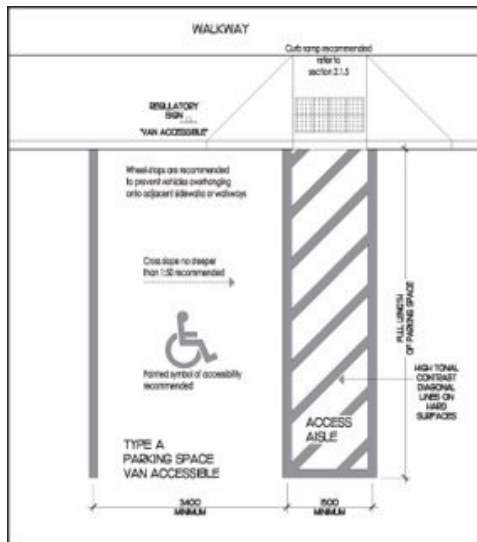 WALKWAY
Curb ramp recommended
refer to
section 2.1.5
REGULATORY
SIGN
"VAN ACCESSIBLE"
Wheel-stops are recommended
to prevent vehicles overhanging
onto adjacent sidewalks or walkways
Cross slope no steeper
than 1:50 recommended
FULL LENGTH
OF PARKING SPACE
HIGH TONAL
CONTRAST
DIAGONAL
LINES ON
HARD
SURFACES
Painted symbol of accessibility
recommended
ACCESS
AISLE
TYPE A
PARKING SPACE
VAN ACCESSIBLE
3400
MINIMUM
1500
MINIMUM